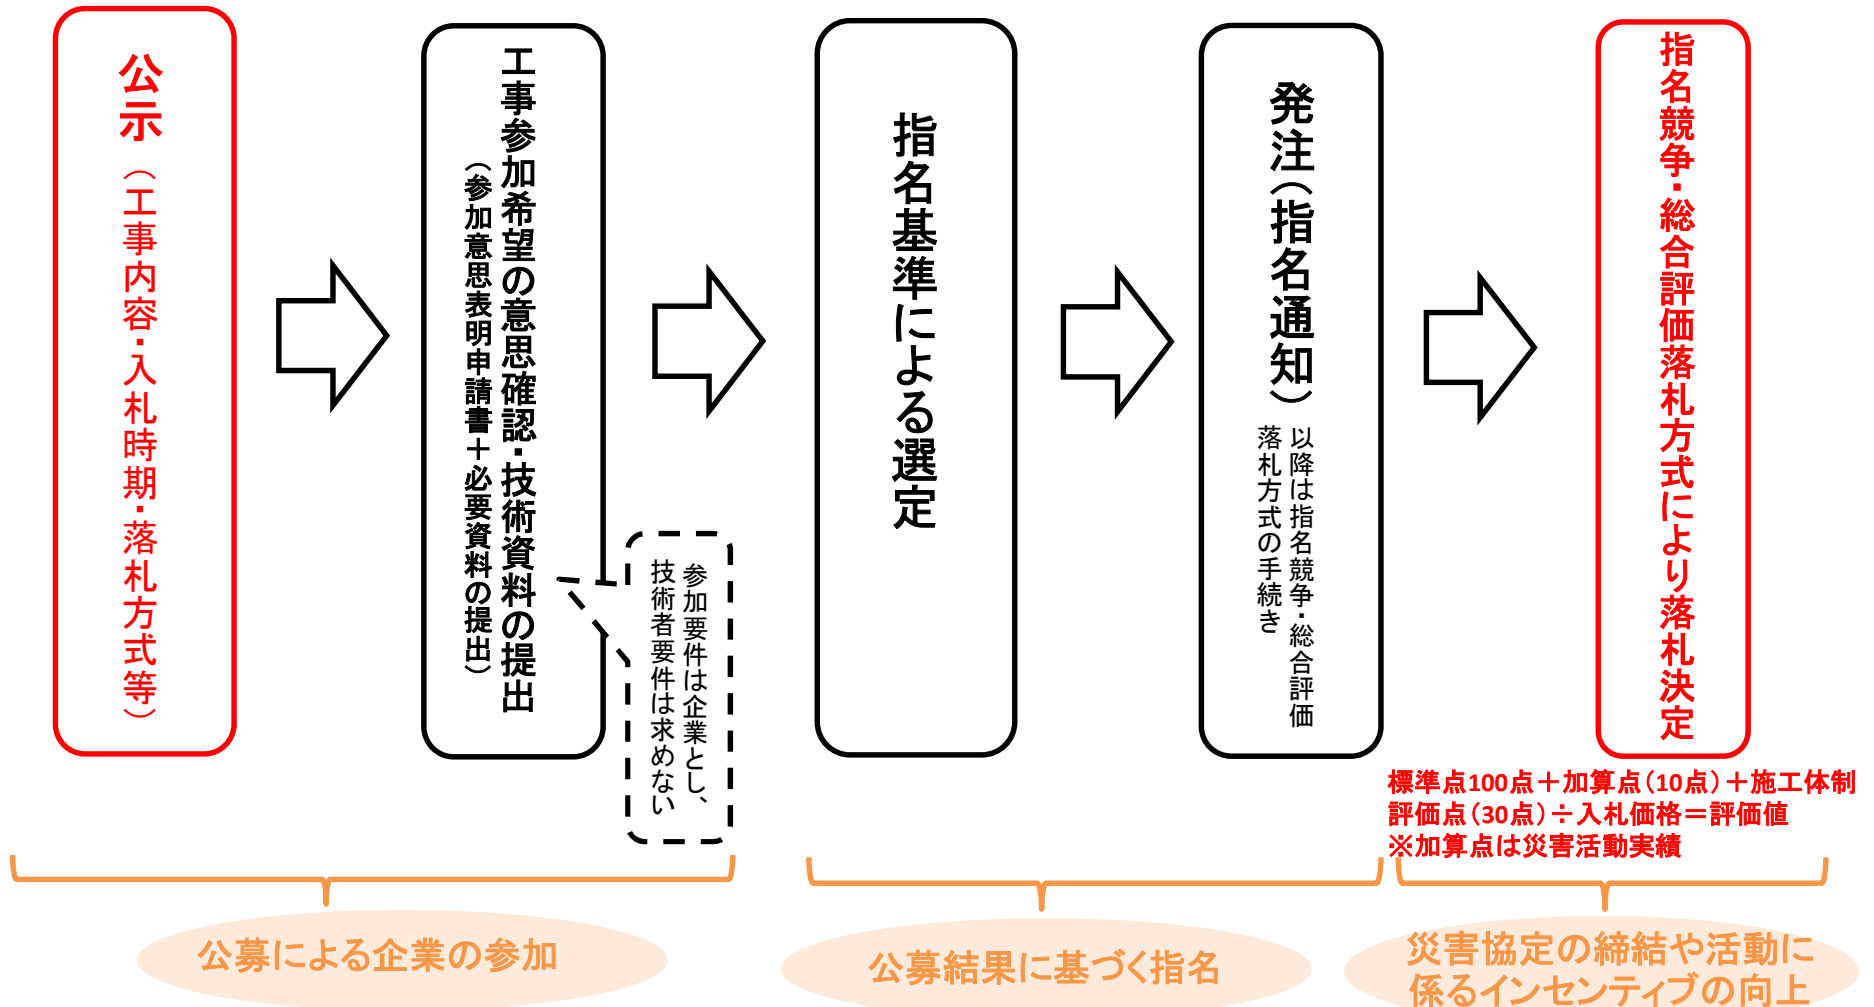 公示（工事内容・入札時期・落札方式等）
工事参加希望の意思確認・技術資料の提出
（参加意思表明申請書＋必要資料の提出）
参加要件は企業とし、
技術者要件は求めない
指名基準による選定
発注（指名通知）
以降は指名競争・総合評価
落札方式の手続き
指名競争・総合評価落札方式により落札決定
標準点100点＋加算点（10点）＋施工体制
評価点（30点）÷入札価格＝評価値
※加算点は災害活動実績
公募による企業の参加
公募結果に基づく指名
災害協定の締結や活動に
係るインセンティブの向上